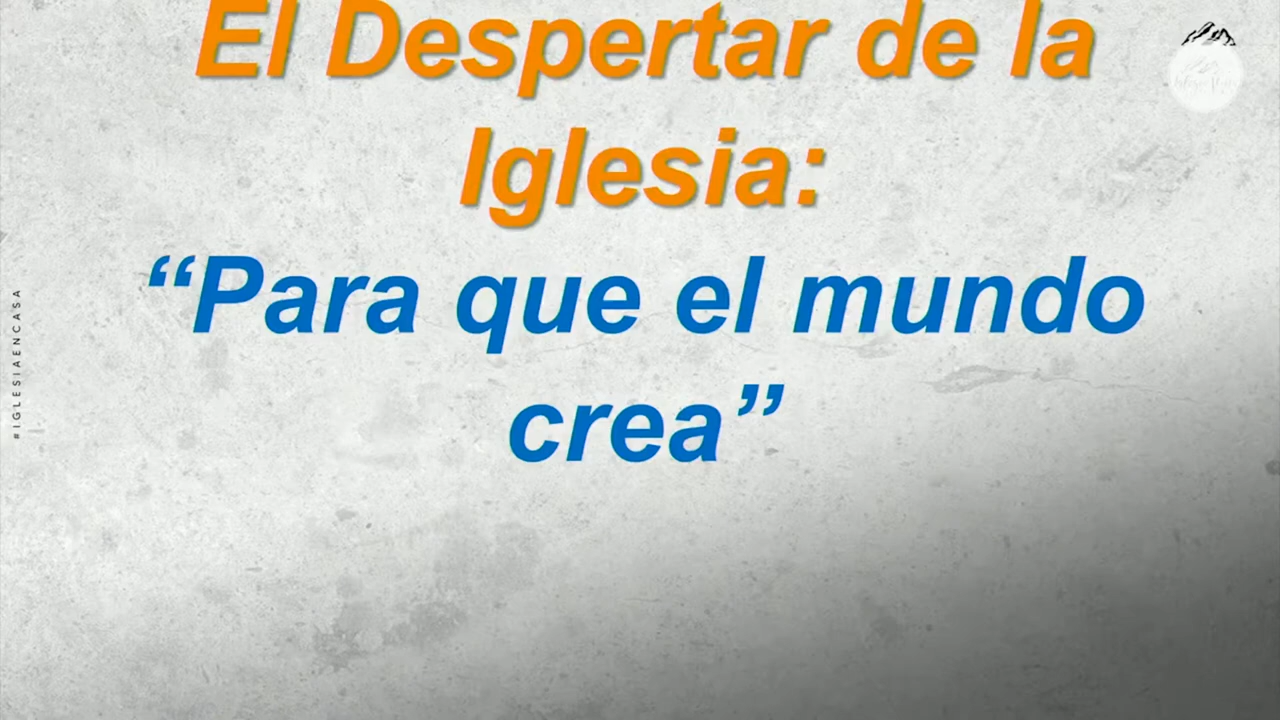 El Despertar de la
Iglesia:
“Para que el mundo
crea”
#IGLESIAENCASA